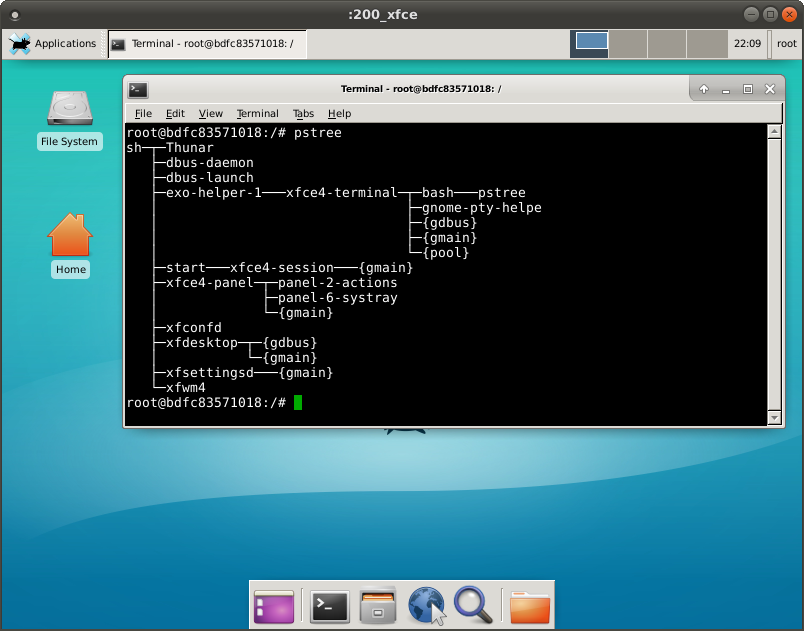 :200_xfce
Applications
Terminal - root@bdfc83571018: /
22:09
root
File System
Home
Terminal - root@bdfc83571018: /
File Edit View Terminal Tabs Help
root@bdfc83571018:/# pstree
sh─┬─Thunar
   ├─dbus-daemon
   ├─dbus-launch
   ├─exo-helper-1───xfce4-terminal─┬─bash───pstree
   │                               ├─gnome-pty-helpe
   │                               ├─{gdbus}
   │                               ├─{gmain}
   │                               └─{pool}
   ├─start───xfce4-session───{gmain}
   ├─xfce4-panel─┬─panel-2-actions
   │             ├─panel-6-systray
   │             └─{gmain}
   ├─xfconfd
   ├─xfdesktop─┬─{gdbus}
   │           └─{gmain}
   ├─xfsettingsd───{gmain}
   └─xfwm4
root@bdfc83571018:/#
>_